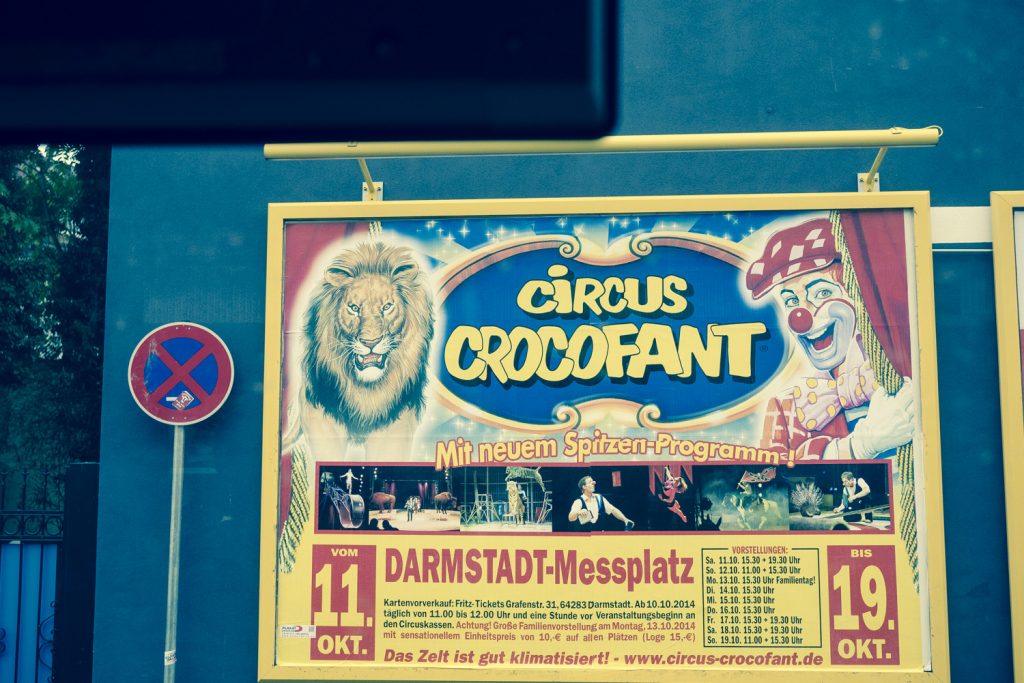 CIRCUS
CROCOFANT
Mit neuem Spitzen-Programm!
VOM
11.
OKT.
DARMSTADT-Messplatz
Kartenvorverkauf: Fritz-Tickets Grafenstr. 31, 64283 Darmstadt. Ab 10.10.2014
täglich von 11.00 bis 12.00 Uhr und eine Stunde vor Veranstaltungsbeginn an
den Circuskassen. Achtung! Große Familienvorstellung am Montag, 13.10.2014
mit sensationellem Einheitspreis von 10,-€ auf allen Plätzen (Loge 15,-€)
VORSTELLUNGEN:
Sa. 11.10. 15.30 + 19.30 Uhr
So. 12.10. 11.00 + 15.30 Uhr
Mo. 13.10. 15.30 Uhr Familientag!
Di. 14.10. 15.30 Uhr
Mi. 15.10. 15.30 Uhr
Do. 16.10. 15.30 Uhr
Fr. 17.10. 15.30 + 19.30 Uhr
Sa. 18.10. 15.30 + 19.30 Uhr
So. 19.10. 11.00 + 15.30 Uhr
BIS
19.
OKT.
Das Zelt ist gut klimatisiert! - www.circus-crocofant.de